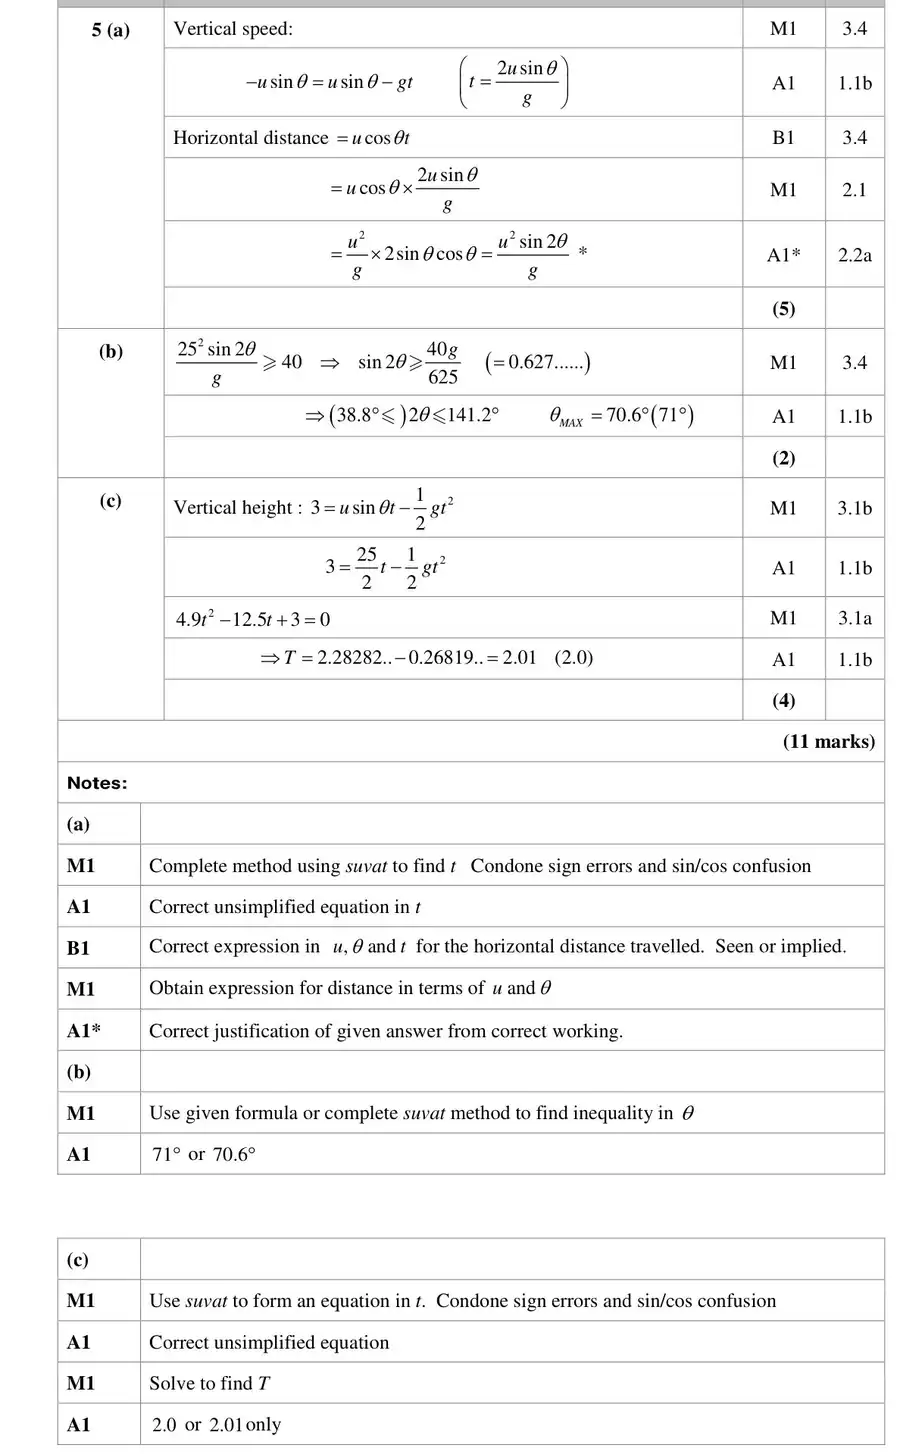 5 (a) Vertical speed: M1 3.4
−u sin θ = u sin θ − gt (t = 2u sin θ / g) A1 1.1b
Horizontal distance = u cos θt B1 3.4
= u cos θ × 2u sin θ / g M1 2.1
= u² / g × 2 sin θ cos θ = u² sin 2θ / g * A1* 2.2a
(5)
(b) 25² sin 2θ / g ⩾ 40 ⇒ sin 2θ ⩾ 40g / 625 (= 0.627......) M1 3.4
⇒ (38.8° ⩽ ) 2θ ⩽ 141.2° θMAX = 70.6° (71°) A1 1.1b
(2)
(c) Vertical height : 3 = u sin θt − 1/2 gt² M1 3.1b
3 = 25/2 t − 1/2 gt² A1 1.1b
4.9t² − 12.5t + 3 = 0 M1 3.1a
⇒ T = 2.28282.. − 0.26819.. = 2.01 (2.0) A1 1.1b
(4)
(11 marks)
Notes:
(a)
M1 Complete method using suvat to find t Condone sign errors and sin/cos confusion
A1 Correct unsimplified equation in t
B1 Correct expression in u, θ and t for the horizontal distance travelled. Seen or implied.
M1 Obtain expression for distance in terms of u and θ
A1* Correct justification of given answer from correct working.
(b)
M1 Use given formula or complete suvat method to find inequality in θ
A1 71° or 70.6°
(c)
M1 Use suvat to form an equation in t. Condone sign errors and sin/cos confusion
A1 Correct unsimplified equation
M1 Solve to find T
A1 2.0 or 2.01 only